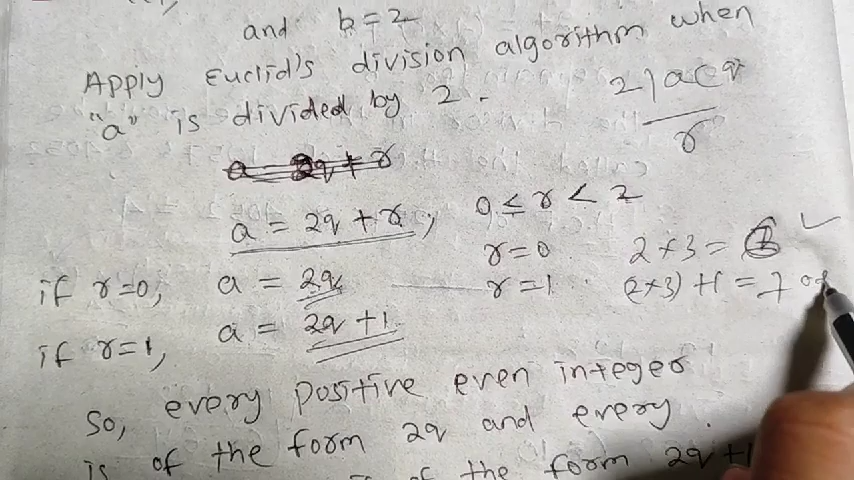 and b=2
Apply Euclid's division algorithm when
"a" is divided by 2.
2)a(q
r
a 2q + r
a = 2q + r, 0 ≤ r < 2
r=0 2×3 =
if r=0, a = 2q r=1 (2×3) +1 = 7
if r=1, a = 2q +1
So, every positive even integer
is of the form 2q and every
of the form 2q +1